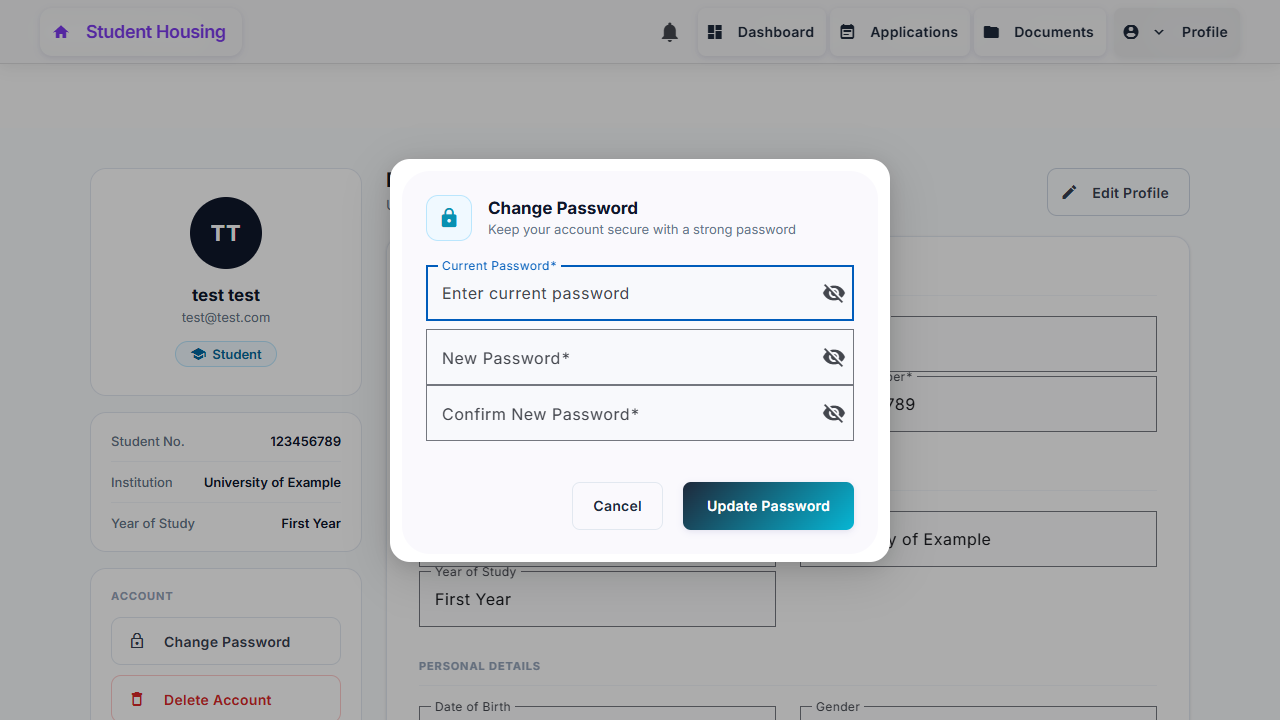 Student Housing
Dashboard
Applications
Documents
Profile
TT
test test
test@test.com
Student
Student No. 123456789
Institution University of Example
Year of Study First Year
ACCOUNT
Change Password
Delete Account
Edit Profile
Change Password
Keep your account secure with a strong password
Current Password*
Enter current password
New Password*
Confirm New Password*
Cancel
Update Password
789
y of Example
Year of Study
First Year
PERSONAL DETAILS
Date of Birth
Gender